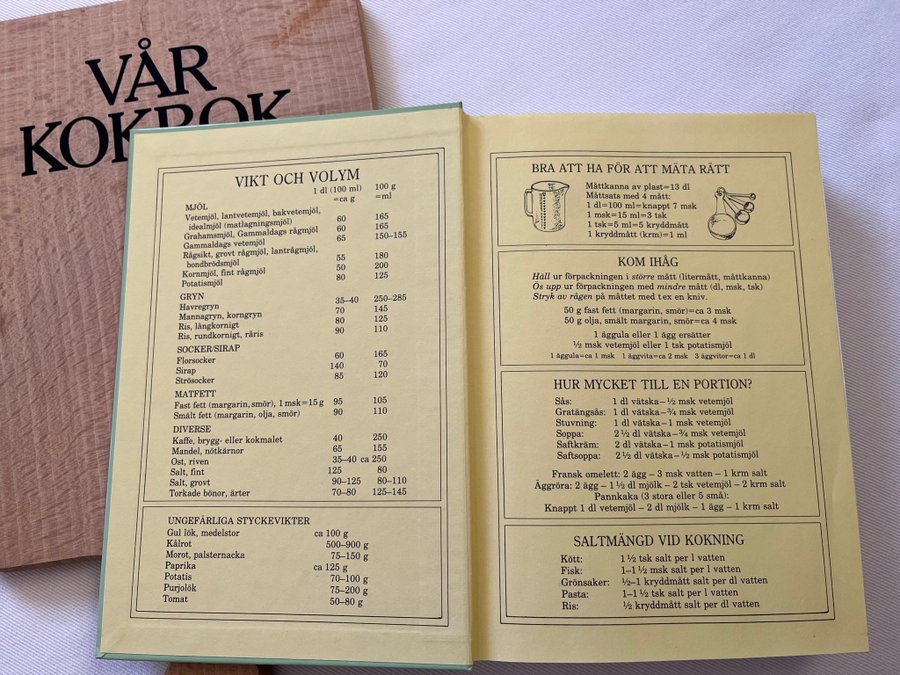 VÅR
KOKBOK
VIKT OCH VOLYM
1 dl (100 ml) 100 g
=ca g =ml
MJÖL
Vetemjöl, lantvetemjöl, bakvetemjöl,
idealmjöl (matlagningsmjöl) 60 165
Grahamsmjöl, Gammaldags rågmjöl 60 165
Gammaldags vetemjöl 65 150–155
Rågsikt, grovt rågmjöl, lantrågmjöl,
bondbrödsmjöl 55 180
Kornmjöl, fint rågmjöl 50 200
Potatismjöl 80 125
GRYN
Havregryn 35–40 250–285
Mannagryn, korngryn 70 145
Ris, långkornigt 80 125
Ris, rundkornigt, råris 90 110
SOCKER/SIRAP
Florsocker 60 165
Sirap 140 70
Strösocker 85 120
MATFETT
Fast fett (margarin, smör), 1 msk=15 g 95 105
Smält fett (margarin, olja, smör) 90 110
DIVERSE
Kaffe, brygg- eller kokmalet 40 250
Mandel, nötkärnor 65 155
Ost, riven 35–40 ca 250
Salt, fint 125 80
Salt, grovt 90–125 80–110
Torkade bönor, ärter 70–80 125–145
UNGEFÄRLIGA STYCKEVIKTER
Gul lök, medelstor ca 100 g
Kålrot 500–900 g
Morot, palsternacka 75–150 g
Paprika ca 125 g
Potatis 70–100 g
Purjolök 75–200 g
Tomat 50–80 g
BRA ATT HA FÖR ATT MÄTA RÄTT
Måttkanna av plast=13 dl
Måttsats med 4 mått:
1 dl=100 ml=knappt 7 msk
1 msk=15 ml=3 tsk
1 tsk=5 ml=5 kryddmått
1 kryddmått (krm)=1 ml
KOM IHÅG
Häll ur förpackningen i större mått (litermått, måttkanna)
Ös upp ur förpackningen med mindre mått (dl, msk, tsk)
Stryk av rågen på måttet med t ex en kniv.
50 g fast fett (margarin, smör)=ca 3 msk
50 g olja, smält margarin, smör=ca 4 msk
1 äggula eller 1 ägg ersätter
½ msk vetemjöl eller 1 tsk potatismjöl
1 äggula=ca 1 msk 1 äggvita=ca 2 msk 3 äggvitor=ca 1 dl
HUR MYCKET TILL EN PORTION?
Sås: 1 dl vätska – ½ msk vetemjöl
Gratängsås: 1 dl vätska – ¾ msk vetemjöl
Stuvning: 1 dl vätska – 1 msk vetemjöl
Soppa: 2 ½ dl vätska – ¾ msk vetemjöl
Saftkräm: 2 dl vätska – 1 msk potatismjöl
Saftsoppa: 2 ½ dl vätska – ½ msk potatismjöl
Fransk omelett: 2 ägg – 3 msk vatten – 1 krm salt
Äggröra: 2 ägg – 1 ½ dl mjölk – 2 tsk vetemjöl – 2 krm salt
Pannkaka (3 stora eller 5 små):
Knappt 1 dl vetemjöl – 2 dl mjölk – 1 ägg – 1 krm salt
SALTMÄNGD VID KOKNING
Kött: 1 ½ tsk salt per l vatten
Fisk: 1–1 ½ msk salt per l vatten
Grönsaker: ½–1 kryddmått salt per dl vatten
Pasta: 1–1 ½ tsk salt per l vatten
Ris: ½ kryddmått salt per dl vatten